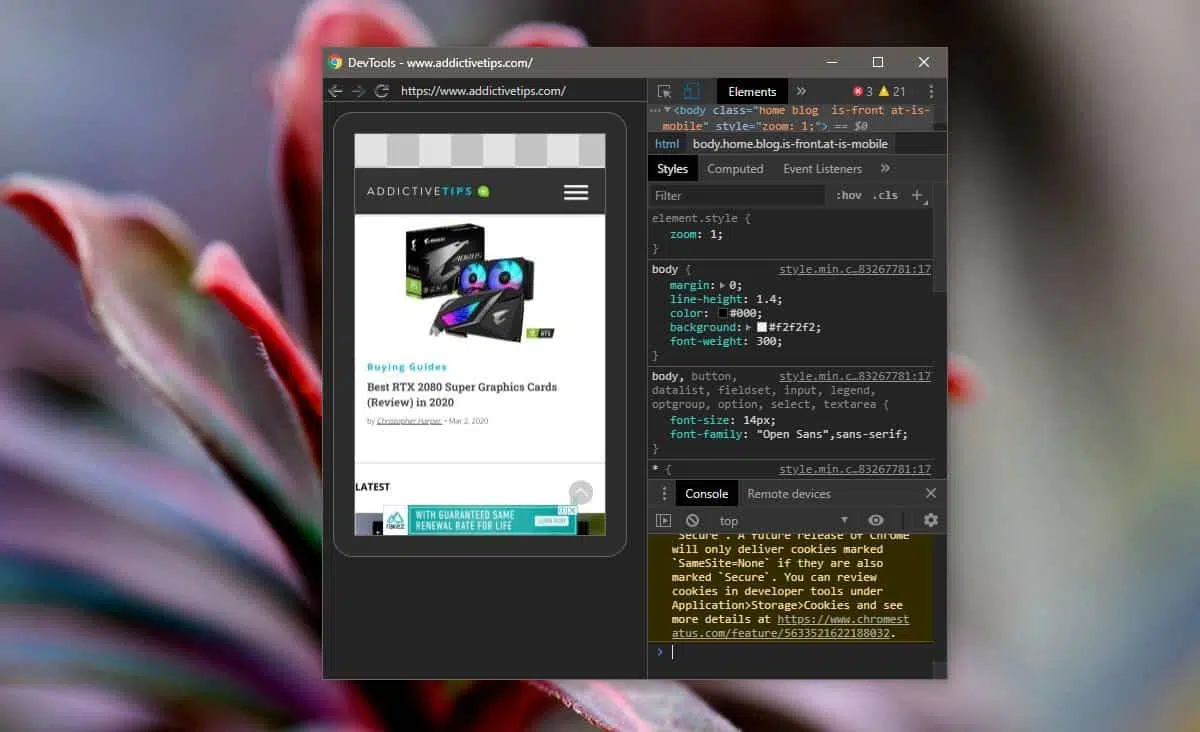 DevTools - www.addictivetips.com/
https://www.addictivetips.com/
ADDICTIVETIPS
AORUS
RTX
Buying Guides
Best RTX 2080 Super Graphics Cards
(Review) in 2020
by Christopher Harper - Mar 2, 2020
LATEST
rakiez
WITH GUARANTEED SAME
RENEWAL RATE FOR LIFE
LEARN MORE
Elements » 3 21
<body class="home blog is-front at-is-
mobile" style="zoom: 1;"> == $0
html body.home.blog.is-front.at-is-mobile
Styles Computed Event Listeners »
Filter :hov .cls +
element.style {
zoom: 1;
}
body { style.min.c…83267781:17
margin: 0;
line-height: 1.4;
color: #000;
background: #f2f2f2;
font-weight: 300;
}
body, button, style.min.c…83267781:17
datalist, fieldset, input, legend,
optgroup, option, select, textarea {
font-size: 14px;
font-family: "Open Sans",sans-serif;
}
* { style.min.c…83267781:17
Console Remote devices
top
`Secure`. A future release of Chrome
will only deliver cookies marked
`SameSite=None` if they are also
marked `Secure`. You can review
cookies in developer tools under
Application>Storage>Cookies and see
more details at https://www.chromest
atus.com/feature/5633521622188032.